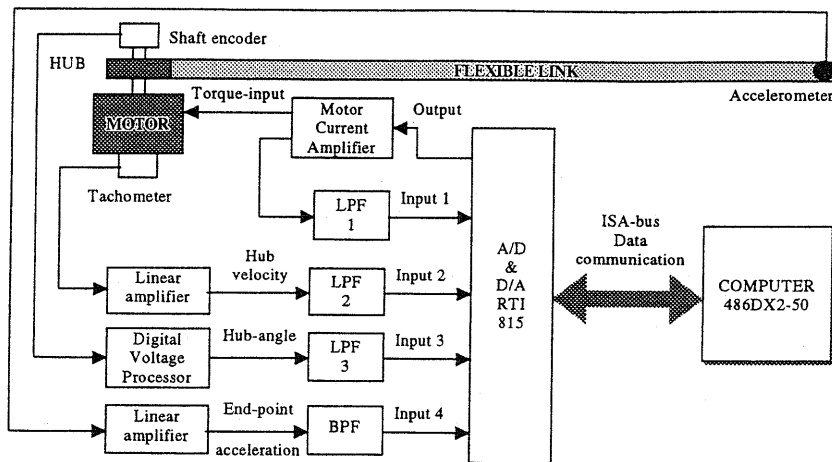 Shaft encoder
HUB
FLEXIBLE LINK
Accelerometer
Torque-input
Motor
Current
Amplifier
Output
MOTOR
Tachometer
LPF
1
Input 1
ISA-bus
Data
communication
A/D
&
D/A
RTI
815
COMPUTER
486DX2-50
Linear
amplifier
Hub
velocity
LPF
2
Input 2
Digital
Voltage
Processor
Hub-angle
LPF
3
Input 3
Linear
amplifier
End-point
acceleration
BPF
Input 4